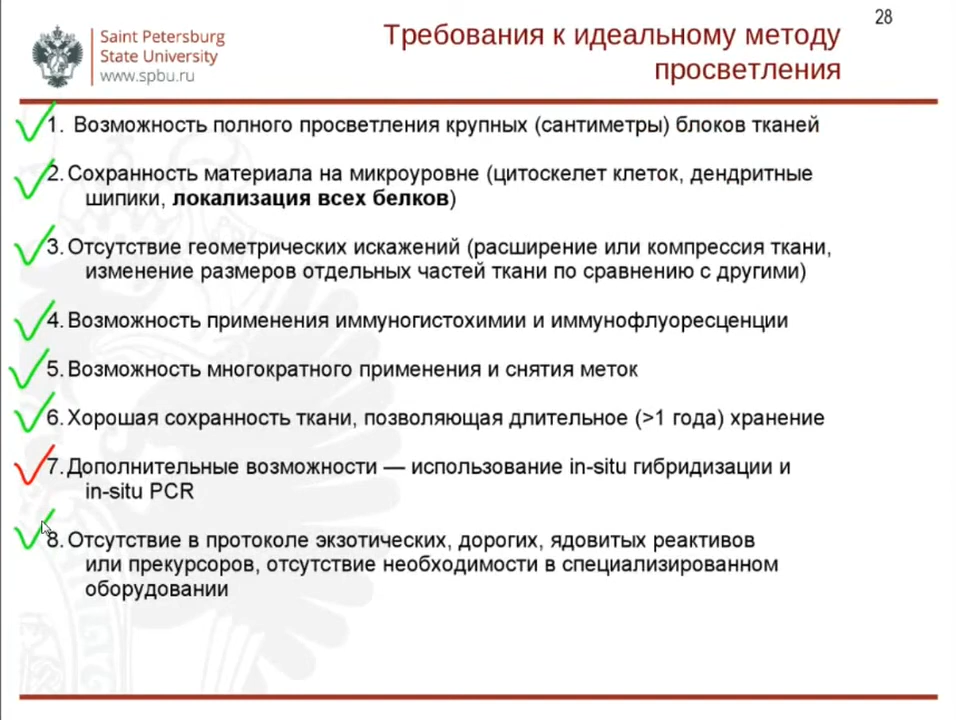 28
Saint Petersburg
State University
www.spbu.ru
Требования к идеальному методу
просветления
1. Возможность полного просветления крупных (сантиметры) блоков тканей
2. Сохранность материала на микроуровне (цитоскелет клеток, дендритные
шипики, локализация всех белков)
3. Отсутствие геометрических искажений (расширение или компрессия ткани,
изменение размеров отдельных частей ткани по сравнению с другими)
4. Возможность применения иммуногистохимии и иммунофлуоресценции
5. Возможность многократного применения и снятия меток
6. Хорошая сохранность ткани, позволяющая длительное (>1 года) хранение
7. Дополнительные возможности — использование in-situ гибридизации и
in-situ PCR
8. Отсутствие в протоколе экзотических, дорогих, ядовитых реактивов
или прекурсоров, отсутствие необходимости в специализированном
оборудовании